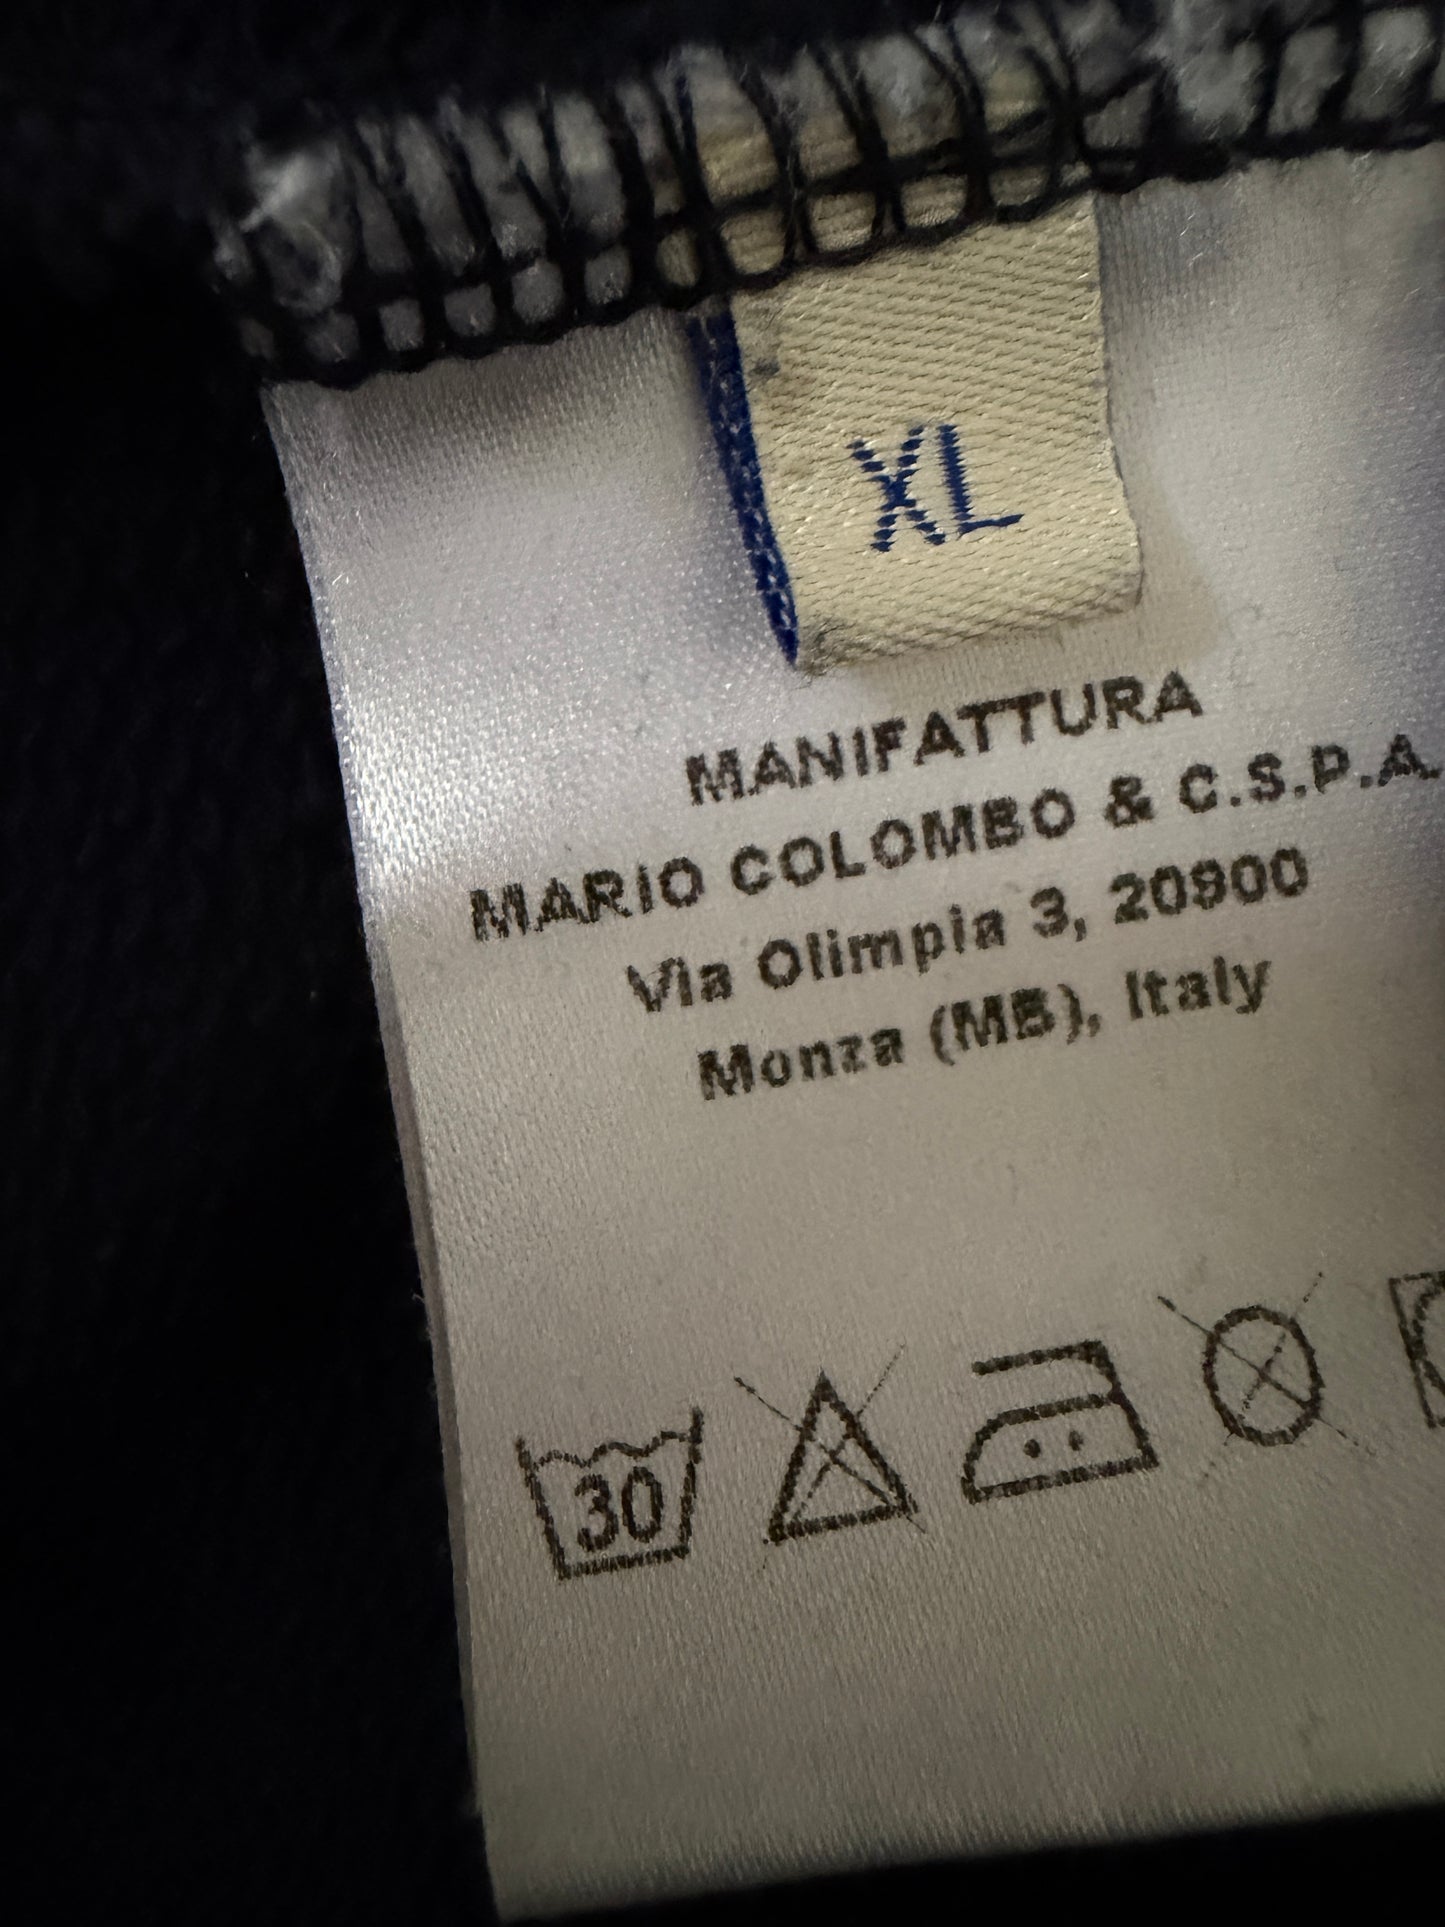 XL
MANIFATTURA
MARIO COLOMBO & C.S.P.A.
Via Olimpia 3, 20900
Monza (MB), Italy
30